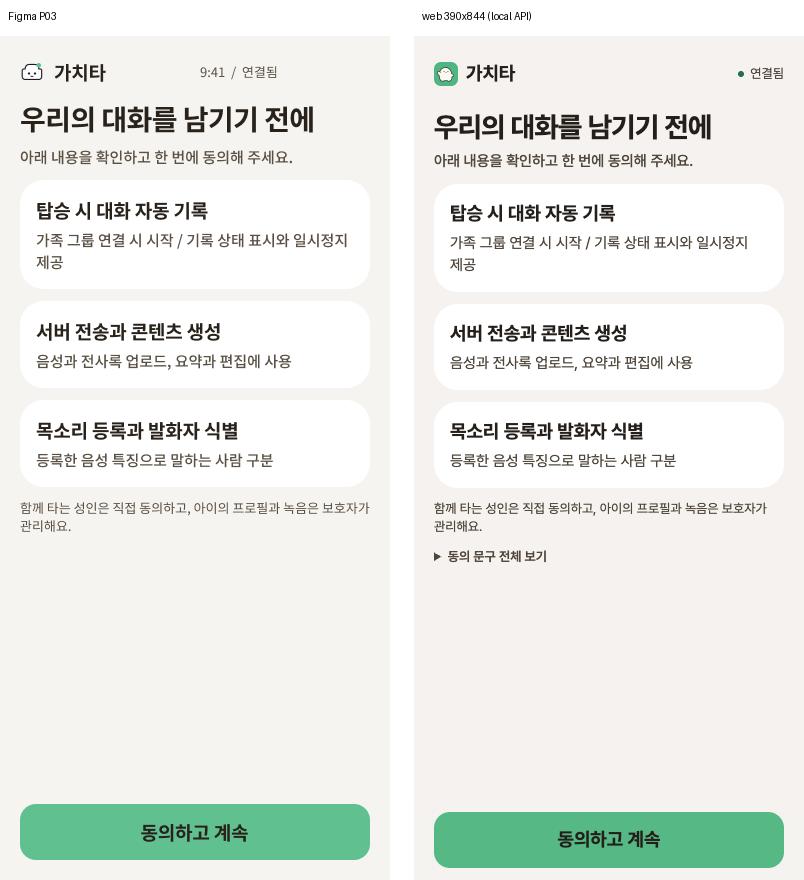 Figma P03
가치타
9:41 / 연결됨
우리의 대화를 남기기 전에
아래 내용을 확인하고 한 번에 동의해 주세요.
탑승 시 대화 자동 기록
가족 그룹 연결 시 시작 / 기록 상태 표시와 일시정지
제공
서버 전송과 콘텐츠 생성
음성과 전사록 업로드, 요약과 편집에 사용
목소리 등록과 발화자 식별
등록한 음성 특징으로 말하는 사람 구분
함께 타는 성인은 직접 동의하고, 아이의 프로필과 녹음은 보호자가
관리해요.
동의하고 계속
web 390x844 (local API)
가치타
연결됨
우리의 대화를 남기기 전에
아래 내용을 확인하고 한 번에 동의해 주세요.
탑승 시 대화 자동 기록
가족 그룹 연결 시 시작 / 기록 상태 표시와 일시정지
제공
서버 전송과 콘텐츠 생성
음성과 전사록 업로드, 요약과 편집에 사용
목소리 등록과 발화자 식별
등록한 음성 특징으로 말하는 사람 구분
함께 타는 성인은 직접 동의하고, 아이의 프로필과 녹음은 보호자가
관리해요.
동의 문구 전체 보기
동의하고 계속